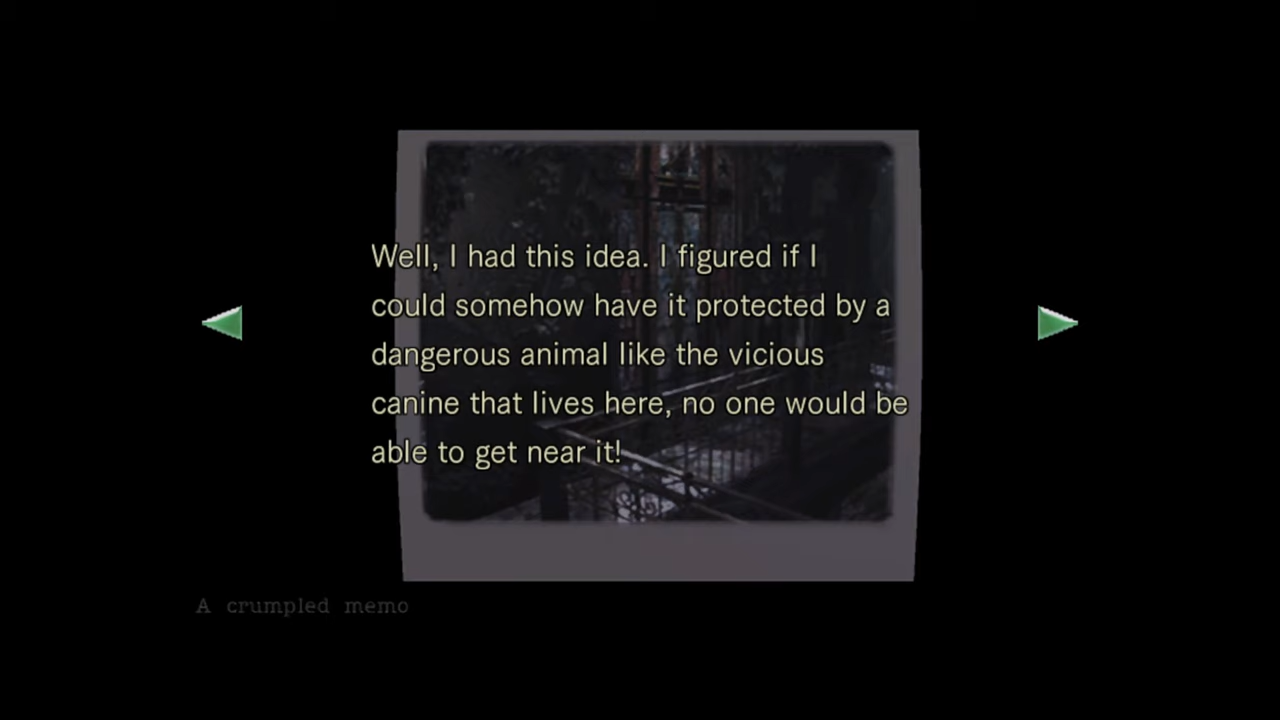 Well, I had this idea. I figured if I
could somehow have it protected by a
dangerous animal like the vicious
canine that lives here, no one would be
able to get near it!
A crumpled memo